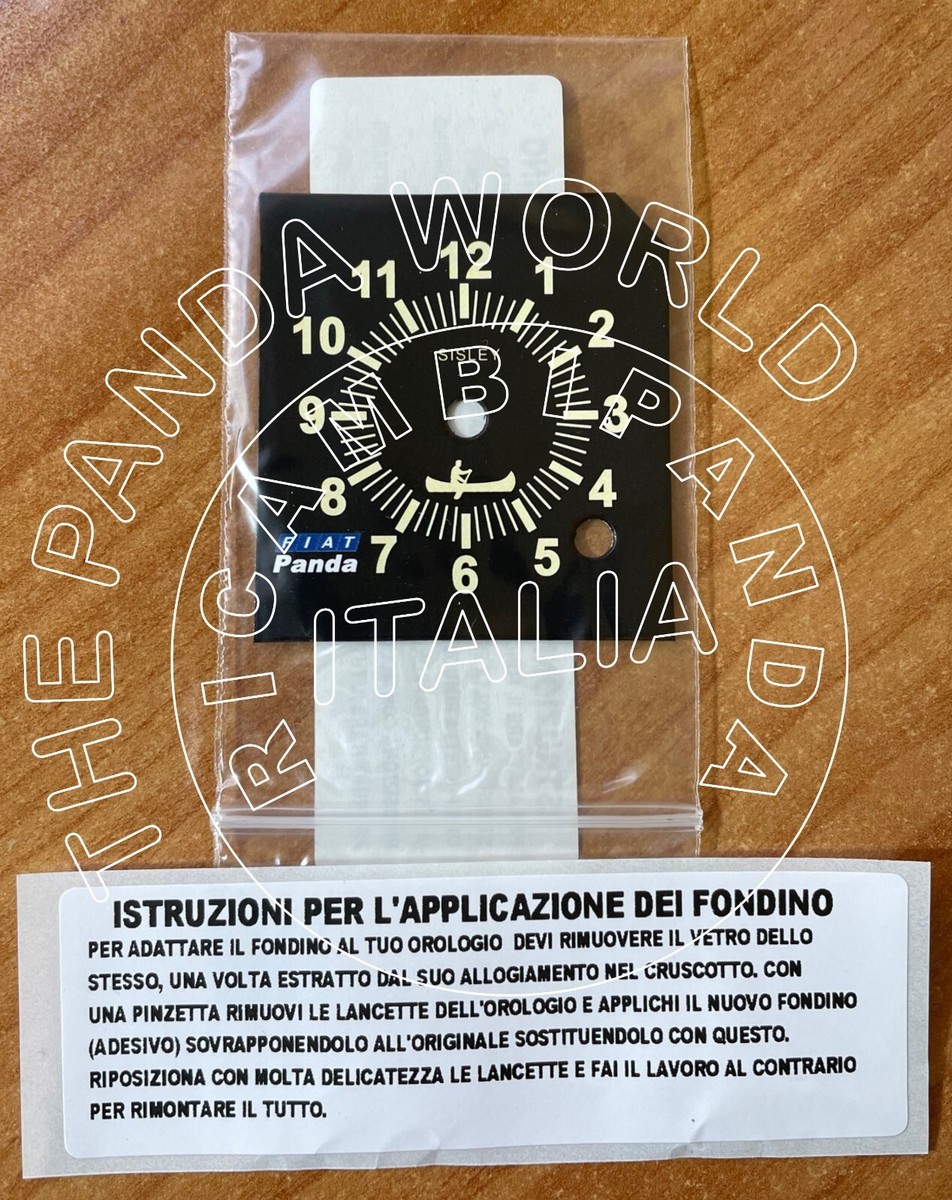 THE PANDA WORLD
RICAMBI PANDA
ITALIA
12
11
1
10
2
SISLEY
9
3
8
4
FIAT
Panda
7
5
6
ISTRUZIONI PER L'APPLICAZIONE DEI FONDINO
PER ADATTARE IL FONDINO AL TUO OROLOGIO DEVI RIMUOVERE IL VETRO DELLO
STESSO, UNA VOLTA ESTRATTO DAL SUO ALLOGIAMENTO NEL CRUSCOTTO. CON
UNA PINZETTA RIMUOVI LE LANCETTE DELL'OROLOGIO E APPLICHI IL NUOVO FONDINO
(ADESIVO) SOVRAPPONENDOLO ALL'ORIGINALE SOSTITUENDOLO CON QUESTO.
RIPOSIZIONA CON MOLTA DELICATEZZA LE LANCETTE E FAI IL LAVORO AL CONTRARIO
PER RIMONTARE IL TUTTO.